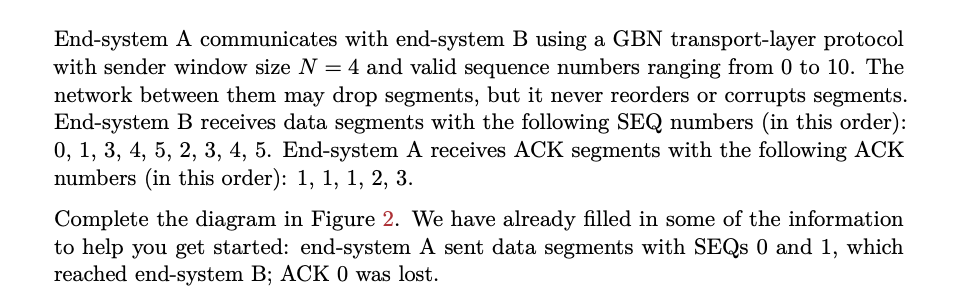 End-system A communicates with end-system B using a GBN transport-layer protocol
with sender window size N = 4 and valid sequence numbers ranging from 0 to 10. The
network between them may drop segments, but it never reorders or corrupts segments.
End-system B receives data segments with the following SEQ numbers (in this order):
0, 1, 3, 4, 5, 2, 3, 4, 5. End-system A receives ACK segments with the following ACK
numbers (in this order): 1, 1, 1, 2, 3.
Complete the diagram in Figure 2. We have already filled in some of the information
to help you get started: end-system A sent data segments with SEQs 0 and 1, which
reached end-system B; ACK 0 was lost.